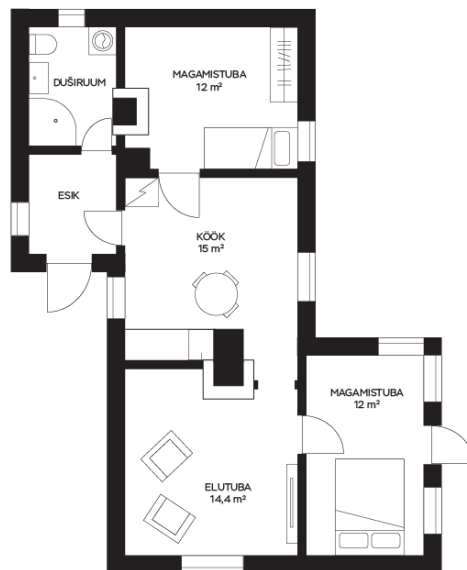 DUŠIRUUM
MAGAMISTUBA
12 m²
ESIK
KÖÖK
15 m²
MAGAMISTUBA
12 m²
ELUTUBA
14,4 m²